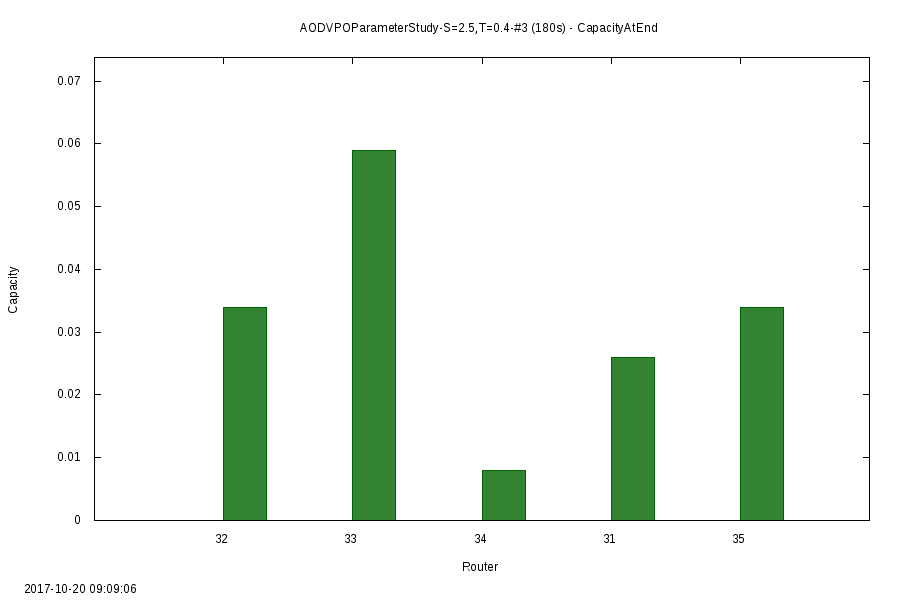 AODVPOParameterStudy-S=2.5,T=0.4-#3 (180s) - CapacityAtEnd
0.07
0.06
0.05
0.04
0.03
0.02
0.01
0
Capacity
32 33 34 31 35
Router
2017-10-20 09:09:06